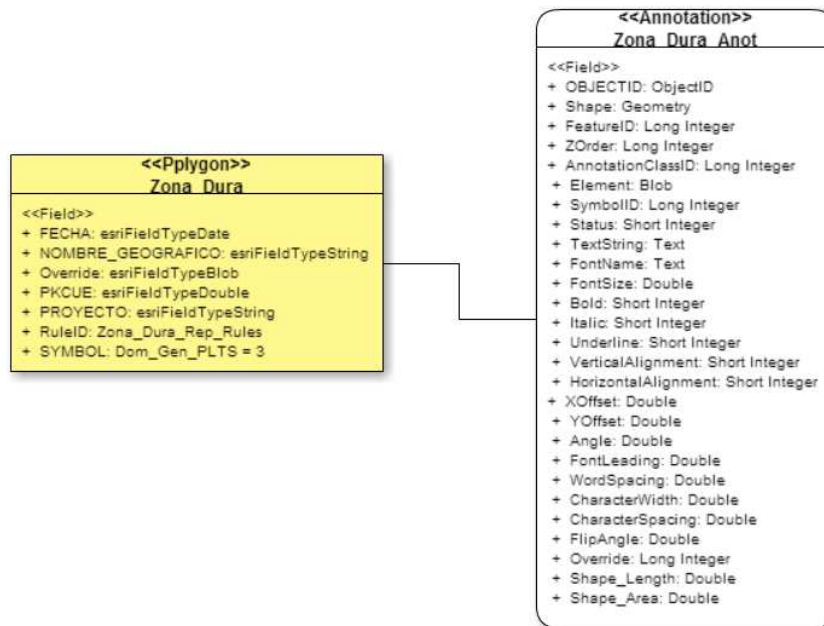 <<Pplygon>>
Zona_Dura
<<Field>>
+ FECHA: esriFieldTypeDate
+ NOMBRE_GEOGRAFICO: esriFieldTypeString
+ Override: esriFieldTypeBlob
+ PKCUE: esriFieldTypeDouble
+ PROYECTO: esriFieldTypeString
+ RuleID: Zona_Dura_Rep_Rules
+ SYMBOL: Dom_Gen_PLTS = 3
<<Annotation>>
Zona_Dura_Anot
<<Field>>
+ OBJECTID: ObjectID
+ Shape: Geometry
+ FeatureID: Long Integer
+ ZOrder: Long Integer
+ AnnotationClassID: Long Integer
+ Element: Blob
+ SymbolID: Long Integer
+ Status: Short Integer
+ TextString: Text
+ FontName: Text
+ FontSize: Double
+ Bold: Short Integer
+ Italic: Short Integer
+ Underline: Short Integer
+ VerticalAlignment: Short Integer
+ HorizontalAlignment: Short Integer
+ XOffset: Double
+ YOffset: Double
+ Angle: Double
+ FontLeading: Double
+ WordSpacing: Double
+ CharacterWidth: Double
+ CharacterSpacing: Double
+ FlipAngle: Double
+ Override: Long Integer
+ Shape_Length: Double
+ Shape_Area: Double